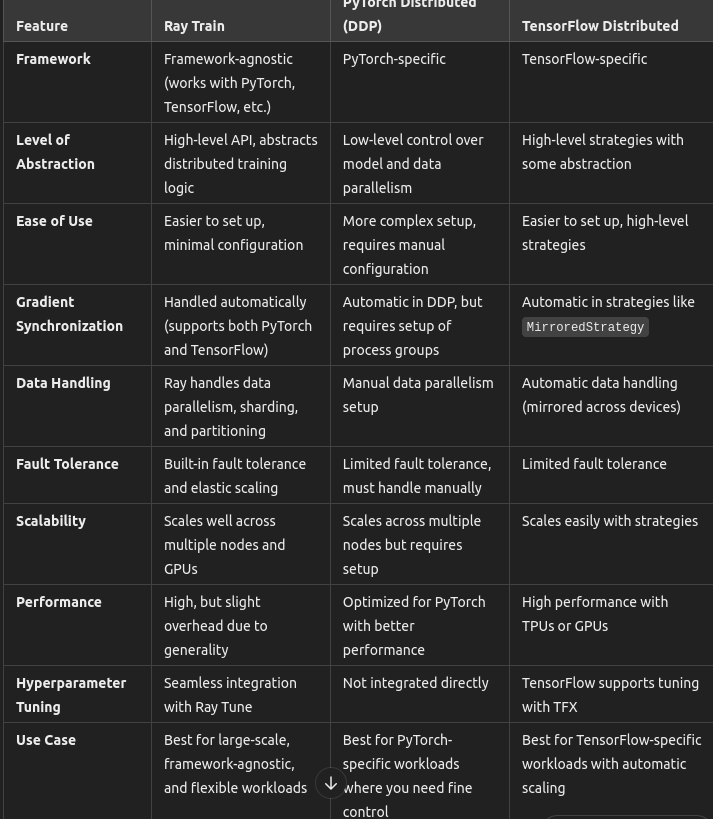 PyTorch Distributed
Feature
Ray Train
(DDP)
TensorFlow Distributed
Framework
Framework-agnostic
(works with PyTorch,
TensorFlow, etc.)
PyTorch-specific
TensorFlow-specific
Level of
Abstraction
High-level API, abstracts
distributed training
logic
Low-level control over
model and data
parallelism
High-level strategies with
some abstraction
Ease of Use
Easier to set up,
minimal configuration
More complex setup,
requires manual
configuration
Easier to set up, high-level
strategies
Gradient
Synchronization
Handled automatically
(supports both PyTorch
and TensorFlow)
Automatic in DDP, but
requires setup of
process groups
Automatic in strategies like
MirroredStrategy
Data Handling
Ray handles data
parallelism, sharding,
and partitioning
Manual data parallelism
setup
Automatic data handling
(mirrored across devices)
Fault Tolerance
Built-in fault tolerance
and elastic scaling
Limited fault tolerance,
must handle manually
Limited fault tolerance
Scalability
Scales well across
multiple nodes and
GPUs
Scales across multiple
nodes but requires
setup
Scales easily with strategies
Performance
High, but slight
overhead due to
generality
Optimized for PyTorch
with better
performance
High performance with
TPUs or GPUs
Hyperparameter
Tuning
Seamless integration
with Ray Tune
Not integrated directly
TensorFlow supports tuning
with TFX
Use Case
Best for large-scale,
framework-agnostic,
and flexible workloads
Best for PyTorch-
specific workloads
where you need fine
control
Best for TensorFlow-specific
workloads with automatic
scaling